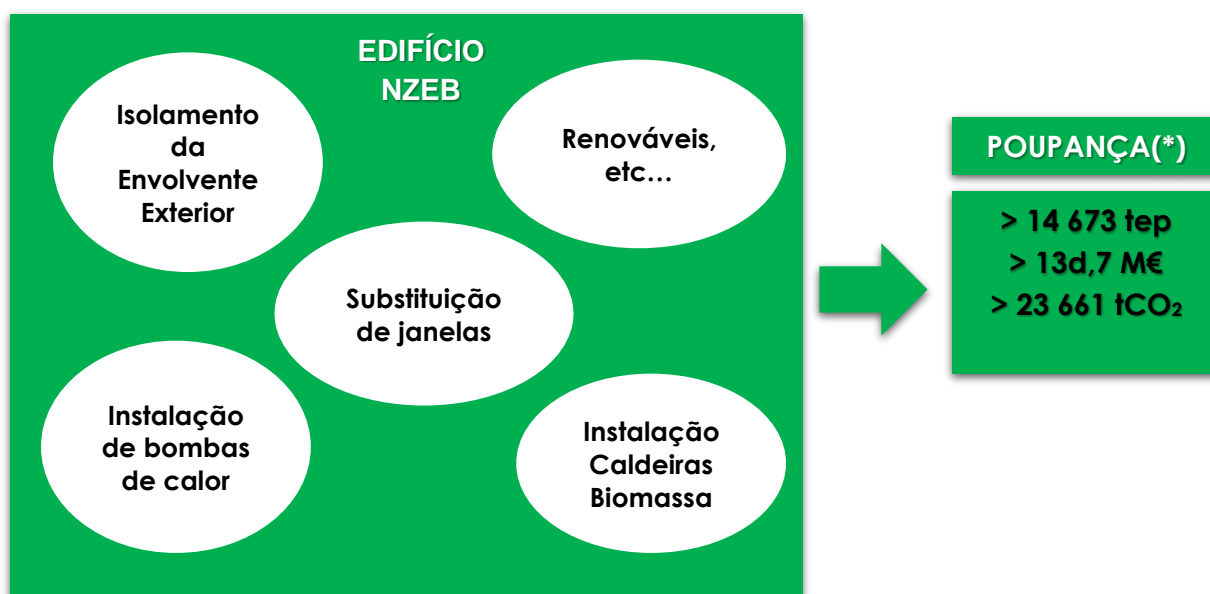 EDIFÍCIO
NZEB
Isolamento
da
Envolvente
Exterior
Renováveis,
etc…
Substituição
de janelas
Instalação
de bombas
de calor
Instalação
Caldeiras
Biomassa
POUPANÇA(*)
> 14 673 tep
> 13d,7 M€
> 23 661 tCO₂